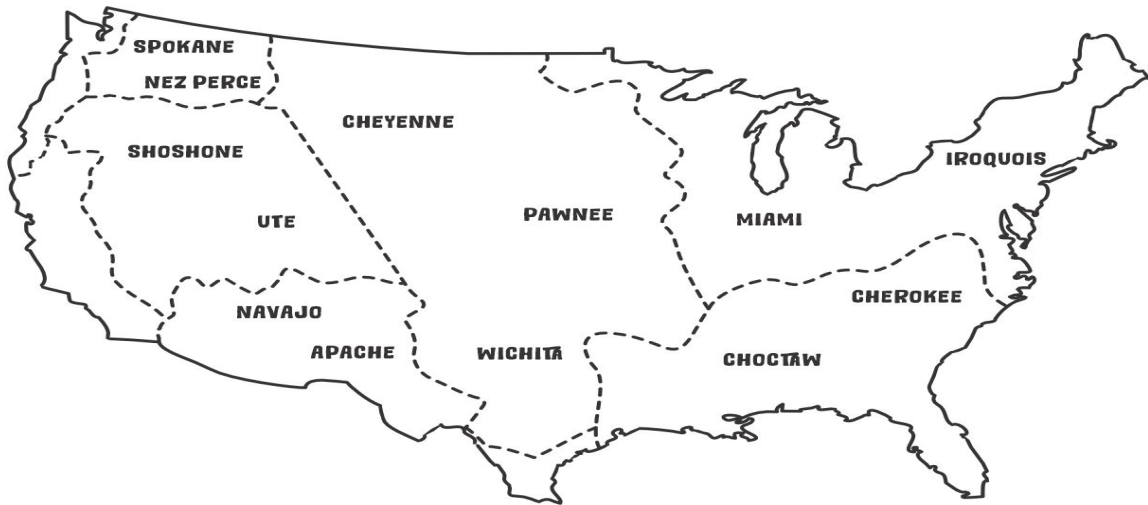 SPOKANE
NEZ PERCE
CHEYENNE
SHOSHONE
IROQUOIS
UTE
PAWNEE
MIAMI
NAVAJO
CHEROKEE
APACHE
WICHITA
CHOCTAW